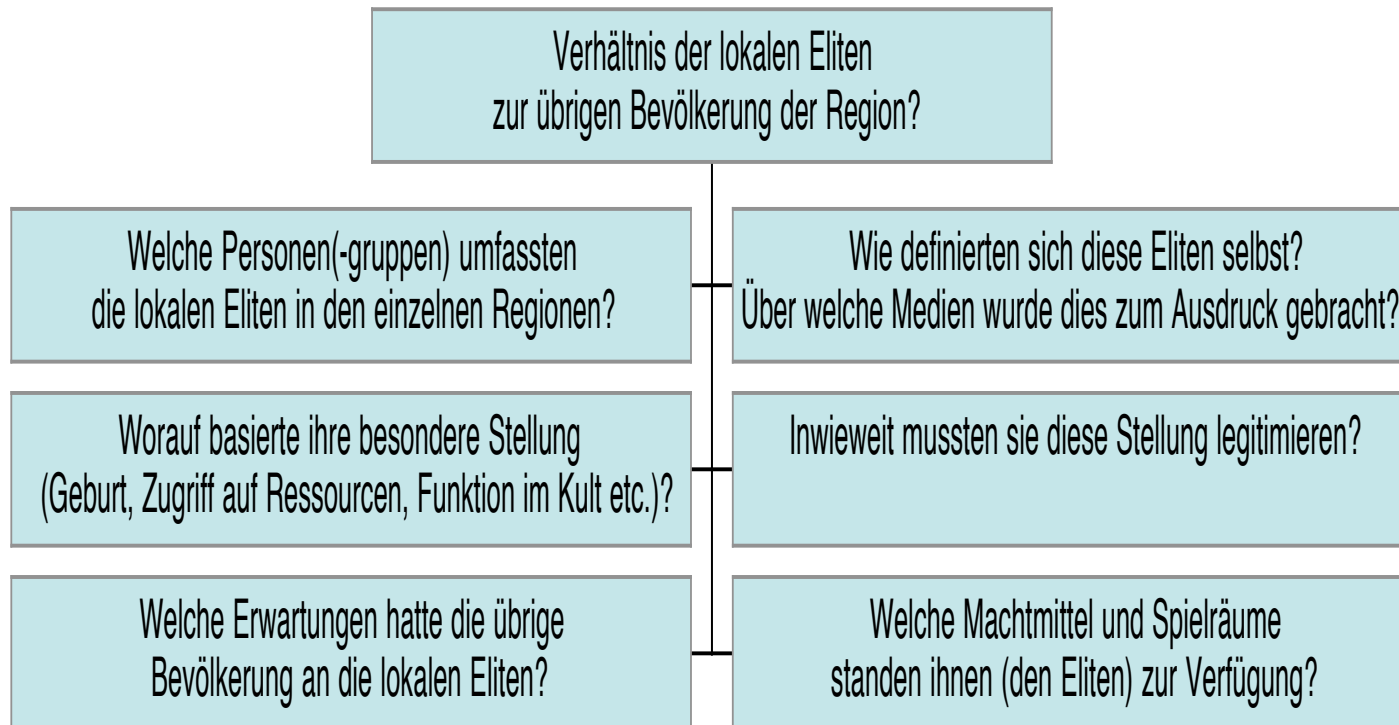 Verhältnis der lokalen Eliten
zur übrigen Bevölkerung der Region?
Welche Personen(-gruppen) umfassten
die lokalen Eliten in den einzelnen Regionen?
Wie definierten sich diese Eliten selbst?
Über welche Medien wurde dies zum Ausdruck gebracht?
Worauf basierte ihre besondere Stellung
(Geburt, Zugriff auf Ressourcen, Funktion im Kult etc.)?
Inwieweit mussten sie diese Stellung legitimieren?
Welche Erwartungen hatte die übrige
Bevölkerung an die lokalen Eliten?
Welche Machtmittel und Spielräume
standen ihnen (den Eliten) zur Verfügung?